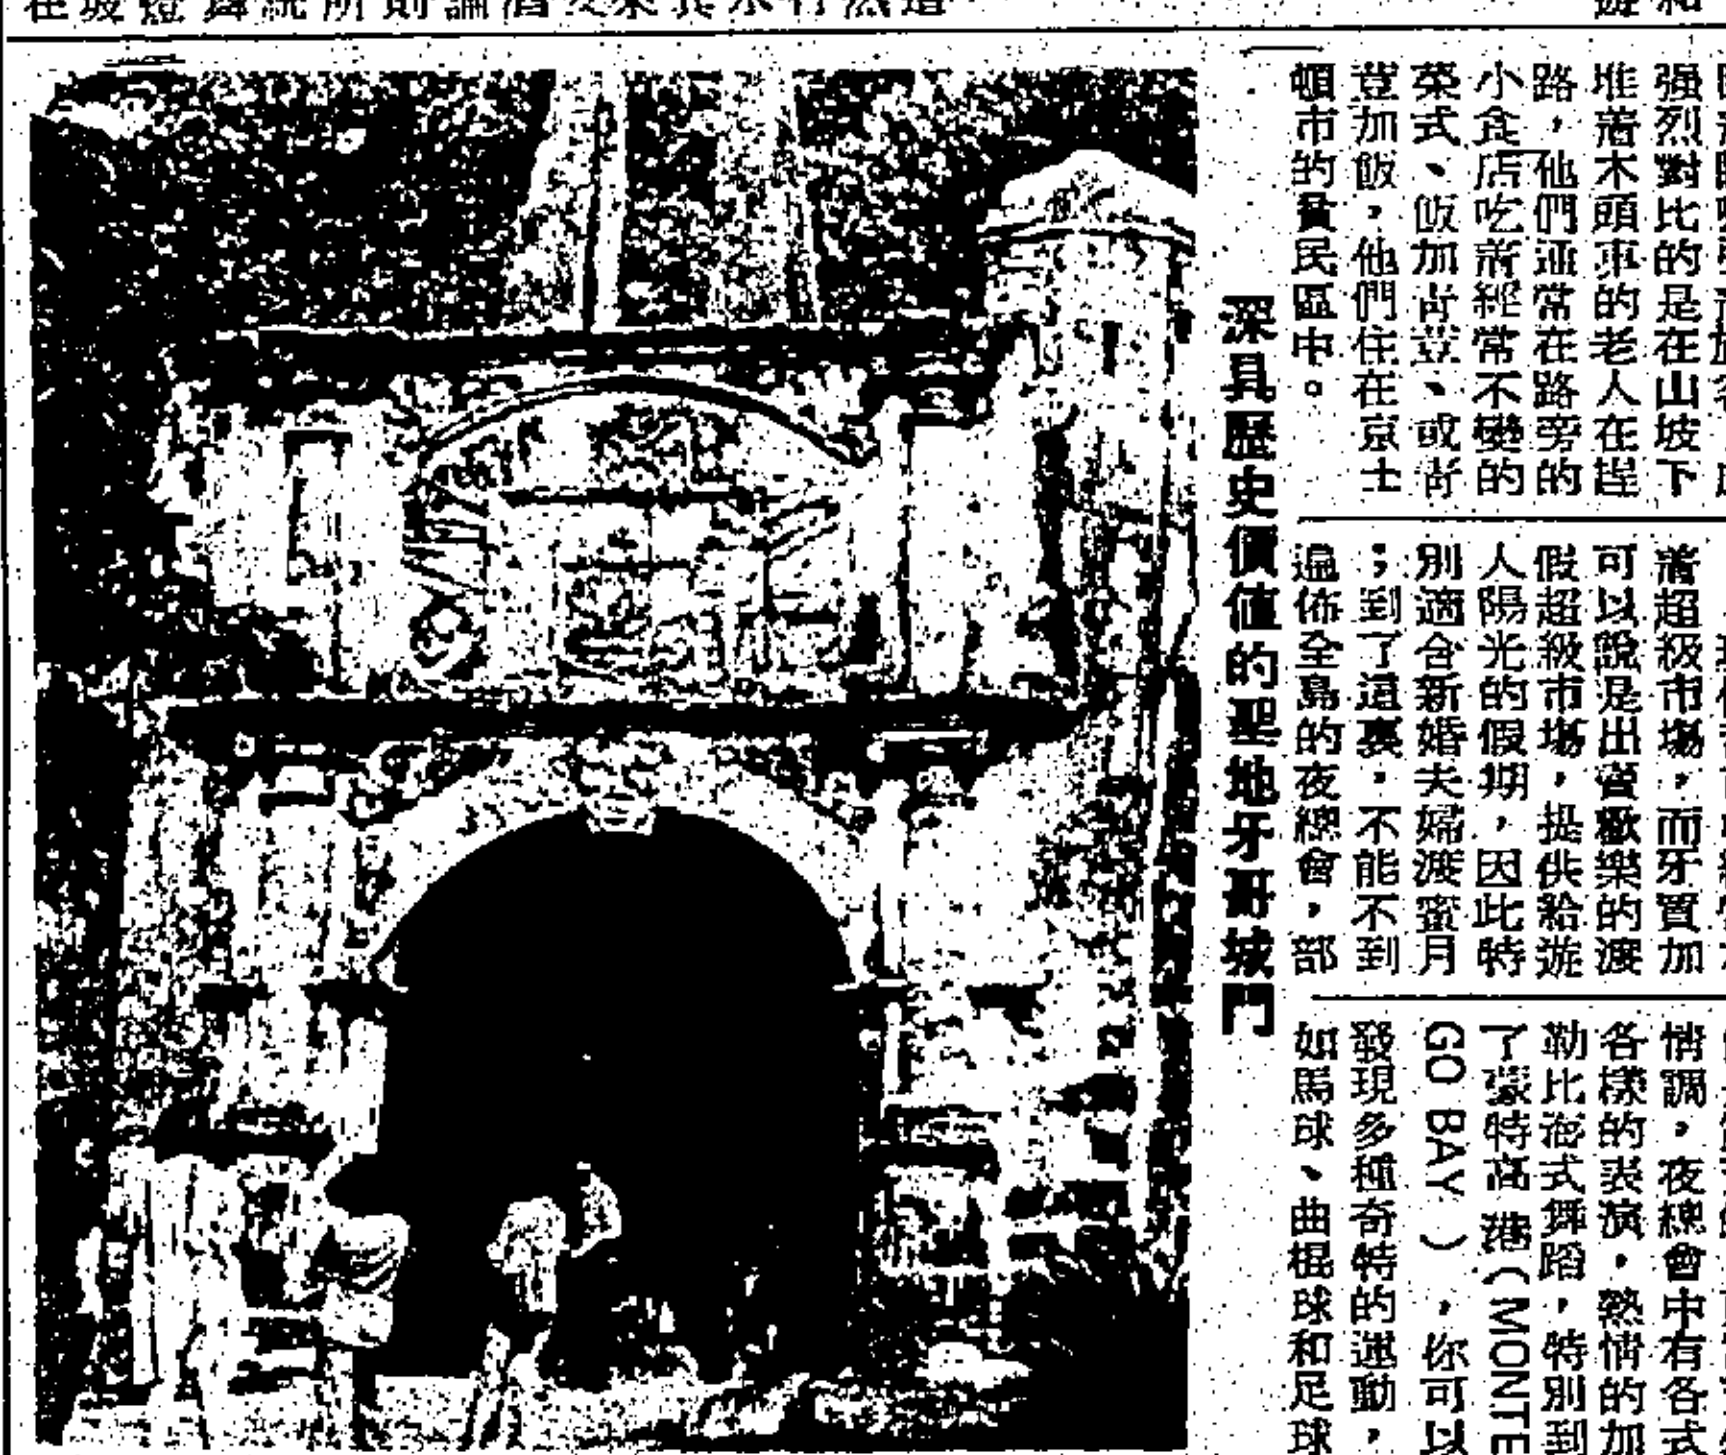 强烈對比的是在山坡下
堆着木頭車的老人在
路，他們通常在路旁的
小食店吃着經常不變的
菜式、飯加荳、或
荳加飯，他們住在京士
頓市的貧民區中。
着超級市場，而牙買加
可以說是出賣歡樂的渡
假超級市場，提供給遊
人陽光的假期，因此特
別適合新婚夫婦渡蜜月
；到了這裏，不能不到
遍佈全島的夜總會，部
情調，夜總會中有各式
各樣的表演，熱情的加
勒比海式舞蹈，特別到
了蒙特高港（MONTE
GO BAY），你可以
發現多種奇特的運動，
如馬球、曲棍球和足球
深具歷史價值的聖地牙哥城門